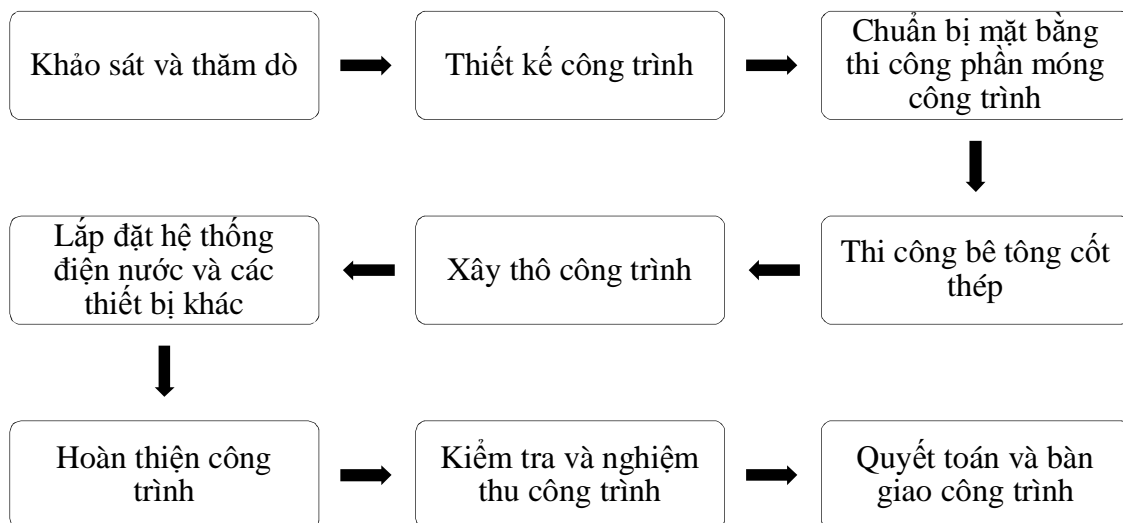 Khảo sát và thăm dò
Thiết kế công trình
Chuẩn bị mặt bằng
thi công phần móng
công trình
Thi công bê tông cốt
thép
Xây thô công trình
Lắp đặt hệ thống
điện nước và các
thiết bị khác
Hoàn thiện công
trình
Kiểm tra và nghiệm
thu công trình
Quyết toán và bàn
giao công trình